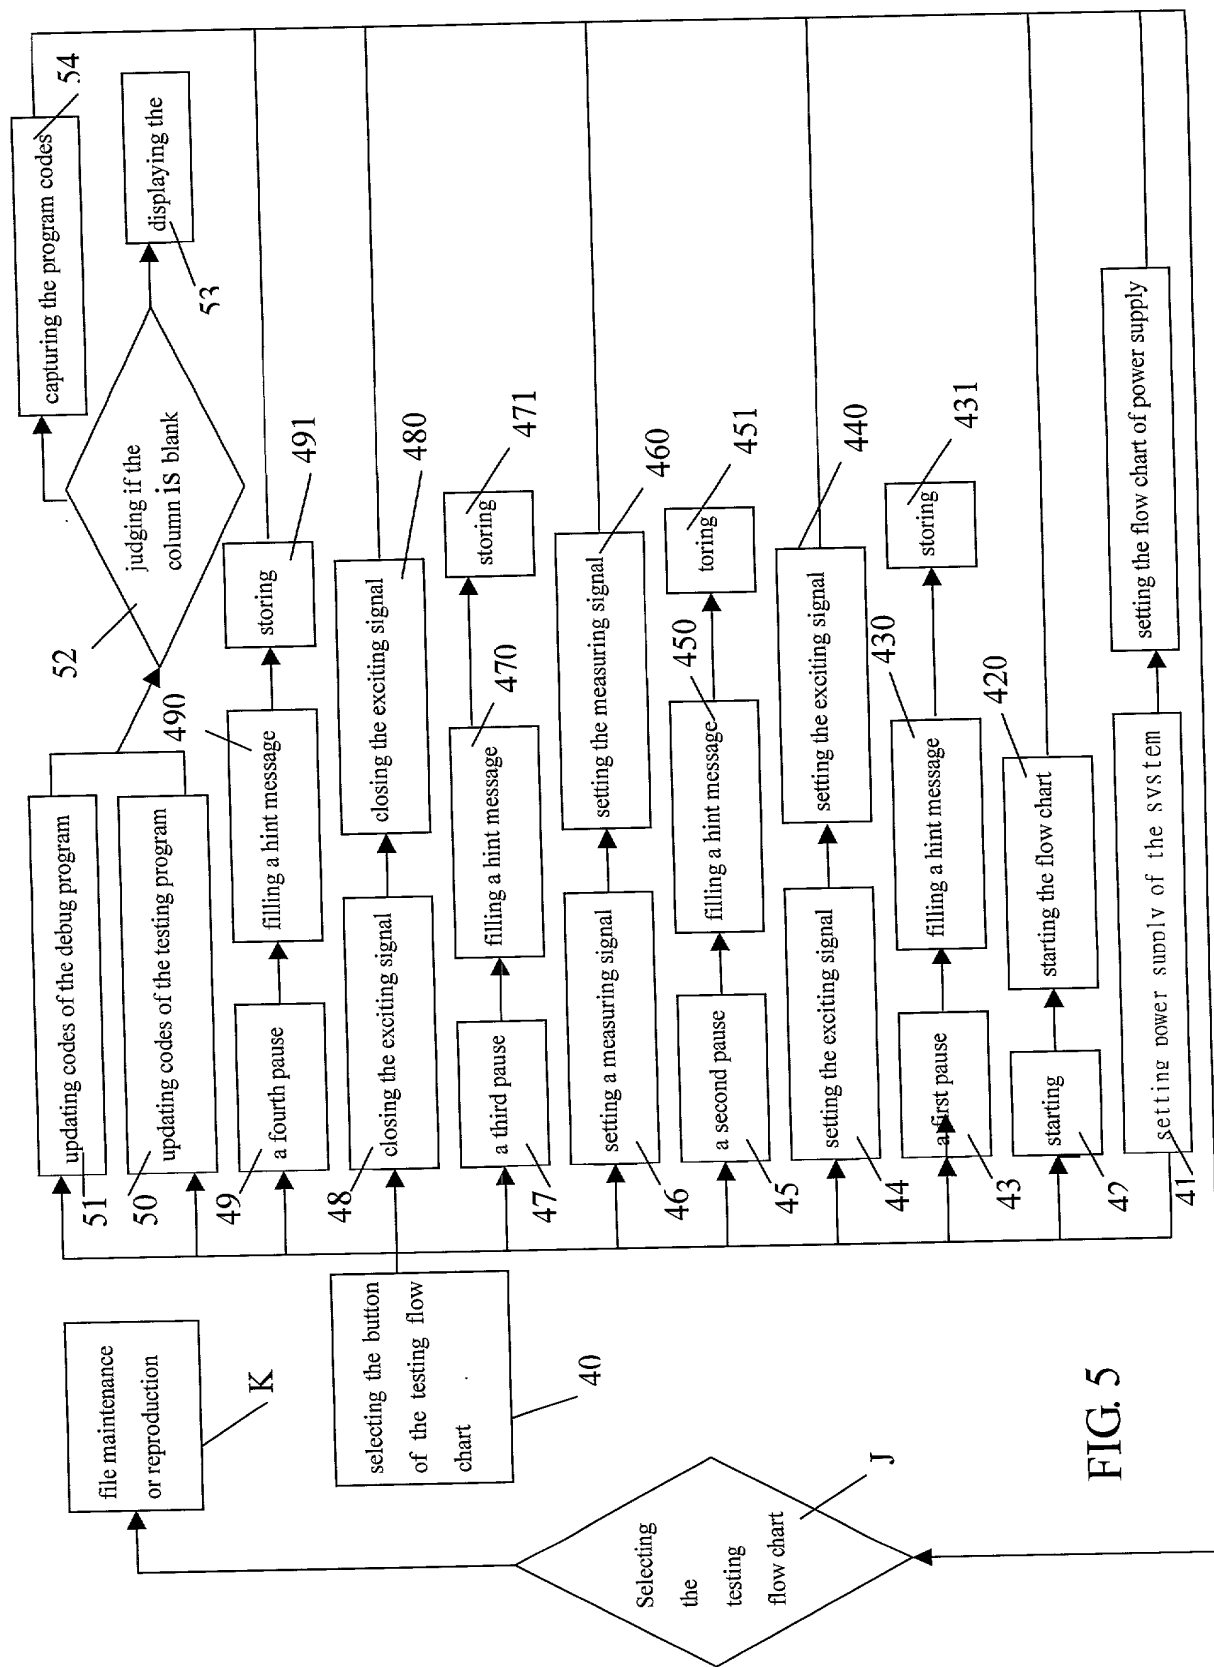 file maintenance
or reproduction
K
Selecting
the
testing
flow chart
J
selecting the button
of the testing flow
chart
40
updating codes of the debug program
51
updating codes of the testing program
50
judging if the
column is blank
52
capturing the program codes
54
displaying the
53
a fourth pause
49
filling a hint message
490
storing
491
closing the exciting signal
48
closing the exciting signal
480
a third pause
47
filling a hint message
470
storing
471
setting a measuring signal
46
setting the measuring signal
460
a second pause
45
filling a hint message
450
toring
451
setting the exciting signal
44
seting the exciting signal
440
a first pause
43
filling a hint message
430
storing
431
starting
42
starting the flow chart
420
setting power supply of the system
41
setting the flow chart of power supply
FIG. 5